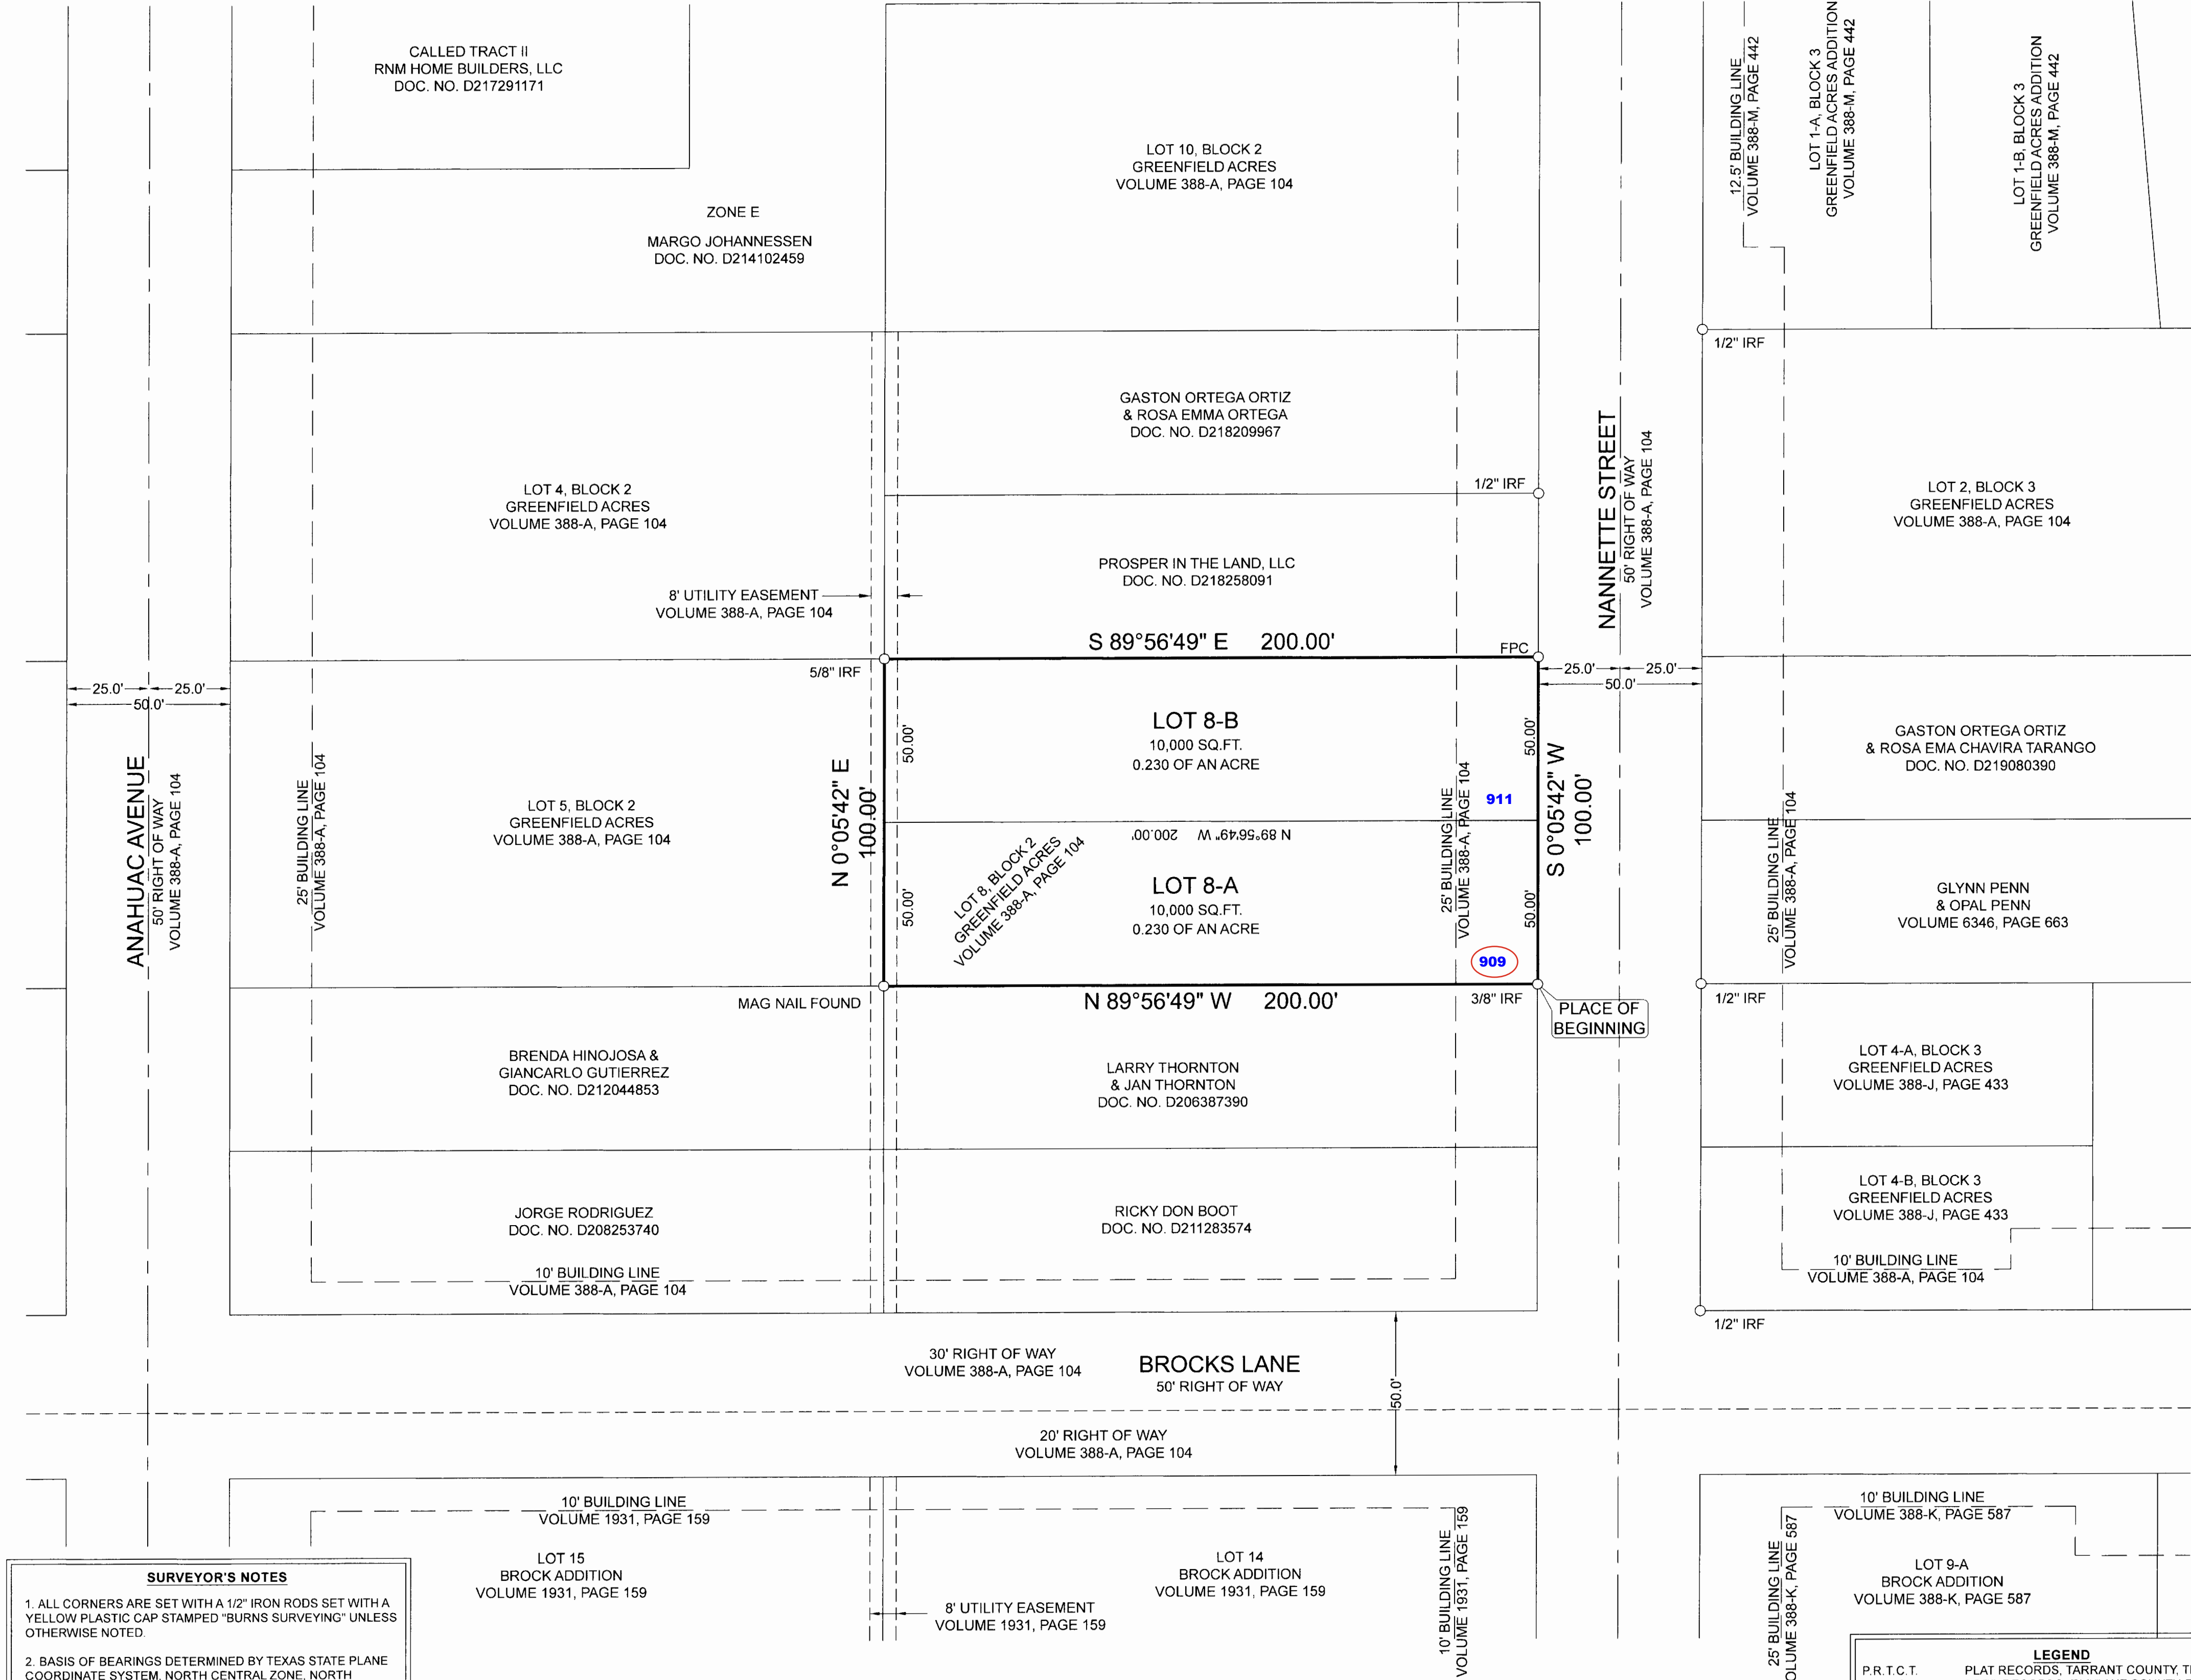 CALLED TRACT II
RNM HOME BUILDERS, LLC
DOC. NO. D217291171
ZONE E
MARGO JOHANNESSEN
DOC. NO. D214102459
LOT 10, BLOCK 2
GREENFIELD ACRES
VOLUME 388-A, PAGE 104
12.5' BUILDING LINE
VOLUME 388-M, PAGE 442
LOT 1-A, BLOCK 3
GREENFIELD ACRES ADDITION
VOLUME 388-M, PAGE 442
LOT 1-B, BLOCK 3
GREENFIELD ACRES ADDITION
VOLUME 388-M, PAGE 442
1/2" IRF
GASTON ORTEGA ORTIZ
& ROSA EMMA ORTEGA
DOC. NO. D218209967
1/2" IRF
LOT 4, BLOCK 2
GREENFIELD ACRES
VOLUME 388-A, PAGE 104
NANNETTE STREET
50' RIGHT OF WAY
VOLUME 388-A, PAGE 104
LOT 2, BLOCK 3
GREENFIELD ACRES
VOLUME 388-A, PAGE 104
PROSPER IN THE LAND, LLC
DOC. NO. D218258091
8' UTILITY EASEMENT
VOLUME 388-A, PAGE 104
S 89°56'49" E 200.00'
FPC
5/8" IRF
25.0' 25.0'
50.0'
25.0' 25.0'
50.0'
ANAHUAC AVENUE
50' RIGHT OF WAY
VOLUME 388-A, PAGE 104
25' BUILDING LINE
VOLUME 388-A, PAGE 104
LOT 5, BLOCK 2
GREENFIELD ACRES
VOLUME 388-A, PAGE 104
N 0°05'42" E
100.00'
50.00'
50.00'
LOT 8-B
10,000 SQ.FT.
0.230 OF AN ACRE
911
N 89°56'49" W 200.00'
LOT 8, BLOCK 2
GREENFIELD ACRES
VOLUME 388-A, PAGE 104
LOT 8-A
10,000 SQ.FT.
0.230 OF AN ACRE
909
25' BUILDING LINE
VOLUME 388-A, PAGE 104
50.00'
50.00'
S 0°05'42" W
100.00'
GASTON ORTEGA ORTIZ
& ROSA EMA CHAVIRA TARANGO
DOC. NO. D219080390
25' BUILDING LINE
VOLUME 388-A, PAGE 104
GLYNN PENN
& OPAL PENN
VOLUME 6346, PAGE 663
MAG NAIL FOUND
N 89°56'49" W 200.00'
3/8" IRF
PLACE OF
BEGINNING
1/2" IRF
BRENDA HINOJOSA &
GIANCARLO GUTIERREZ
DOC. NO. D212044853
LARRY THORNTON
& JAN THORNTON
DOC. NO. D206387390
LOT 4-A, BLOCK 3
GREENFIELD ACRES
VOLUME 388-J, PAGE 433
JORGE RODRIGUEZ
DOC. NO. D208253740
RICKY DON BOOT
DOC. NO. D211283574
LOT 4-B, BLOCK 3
GREENFIELD ACRES
VOLUME 388-J, PAGE 433
10' BUILDING LINE
VOLUME 388-A, PAGE 104
10' BUILDING LINE
VOLUME 388-A, PAGE 104
1/2" IRF
30' RIGHT OF WAY
VOLUME 388-A, PAGE 104
BROCKS LANE
50' RIGHT OF WAY
50.0'
20' RIGHT OF WAY
VOLUME 388-A, PAGE 104
10' BUILDING LINE
VOLUME 1931, PAGE 159
LOT 15
BROCK ADDITION
VOLUME 1931, PAGE 159
LOT 14
BROCK ADDITION
VOLUME 1931, PAGE 159
8' UTILITY EASEMENT
VOLUME 1931, PAGE 159
10' BUILDING LINE
VOLUME 1931, PAGE 159
10' BUILDING LINE
VOLUME 388-K, PAGE 587
25' BUILDING LINE
OLUME 388-K, PAGE 587
LOT 9-A
BROCK ADDITION
VOLUME 388-K, PAGE 587
SURVEYOR'S NOTES
1. ALL CORNERS ARE SET WITH A 1/2" IRON RODS SET WITH A
YELLOW PLASTIC CAP STAMPED "BURNS SURVEYING" UNLESS
OTHERWISE NOTED.
2. BASIS OF BEARINGS DETERMINED BY TEXAS STATE PLANE
COORDINATE SYSTEM, NORTH CENTRAL ZONE, NORTH
LEGEND
P.R.T.C.T. PLAT RECORDS, TARRANT COUNTY,